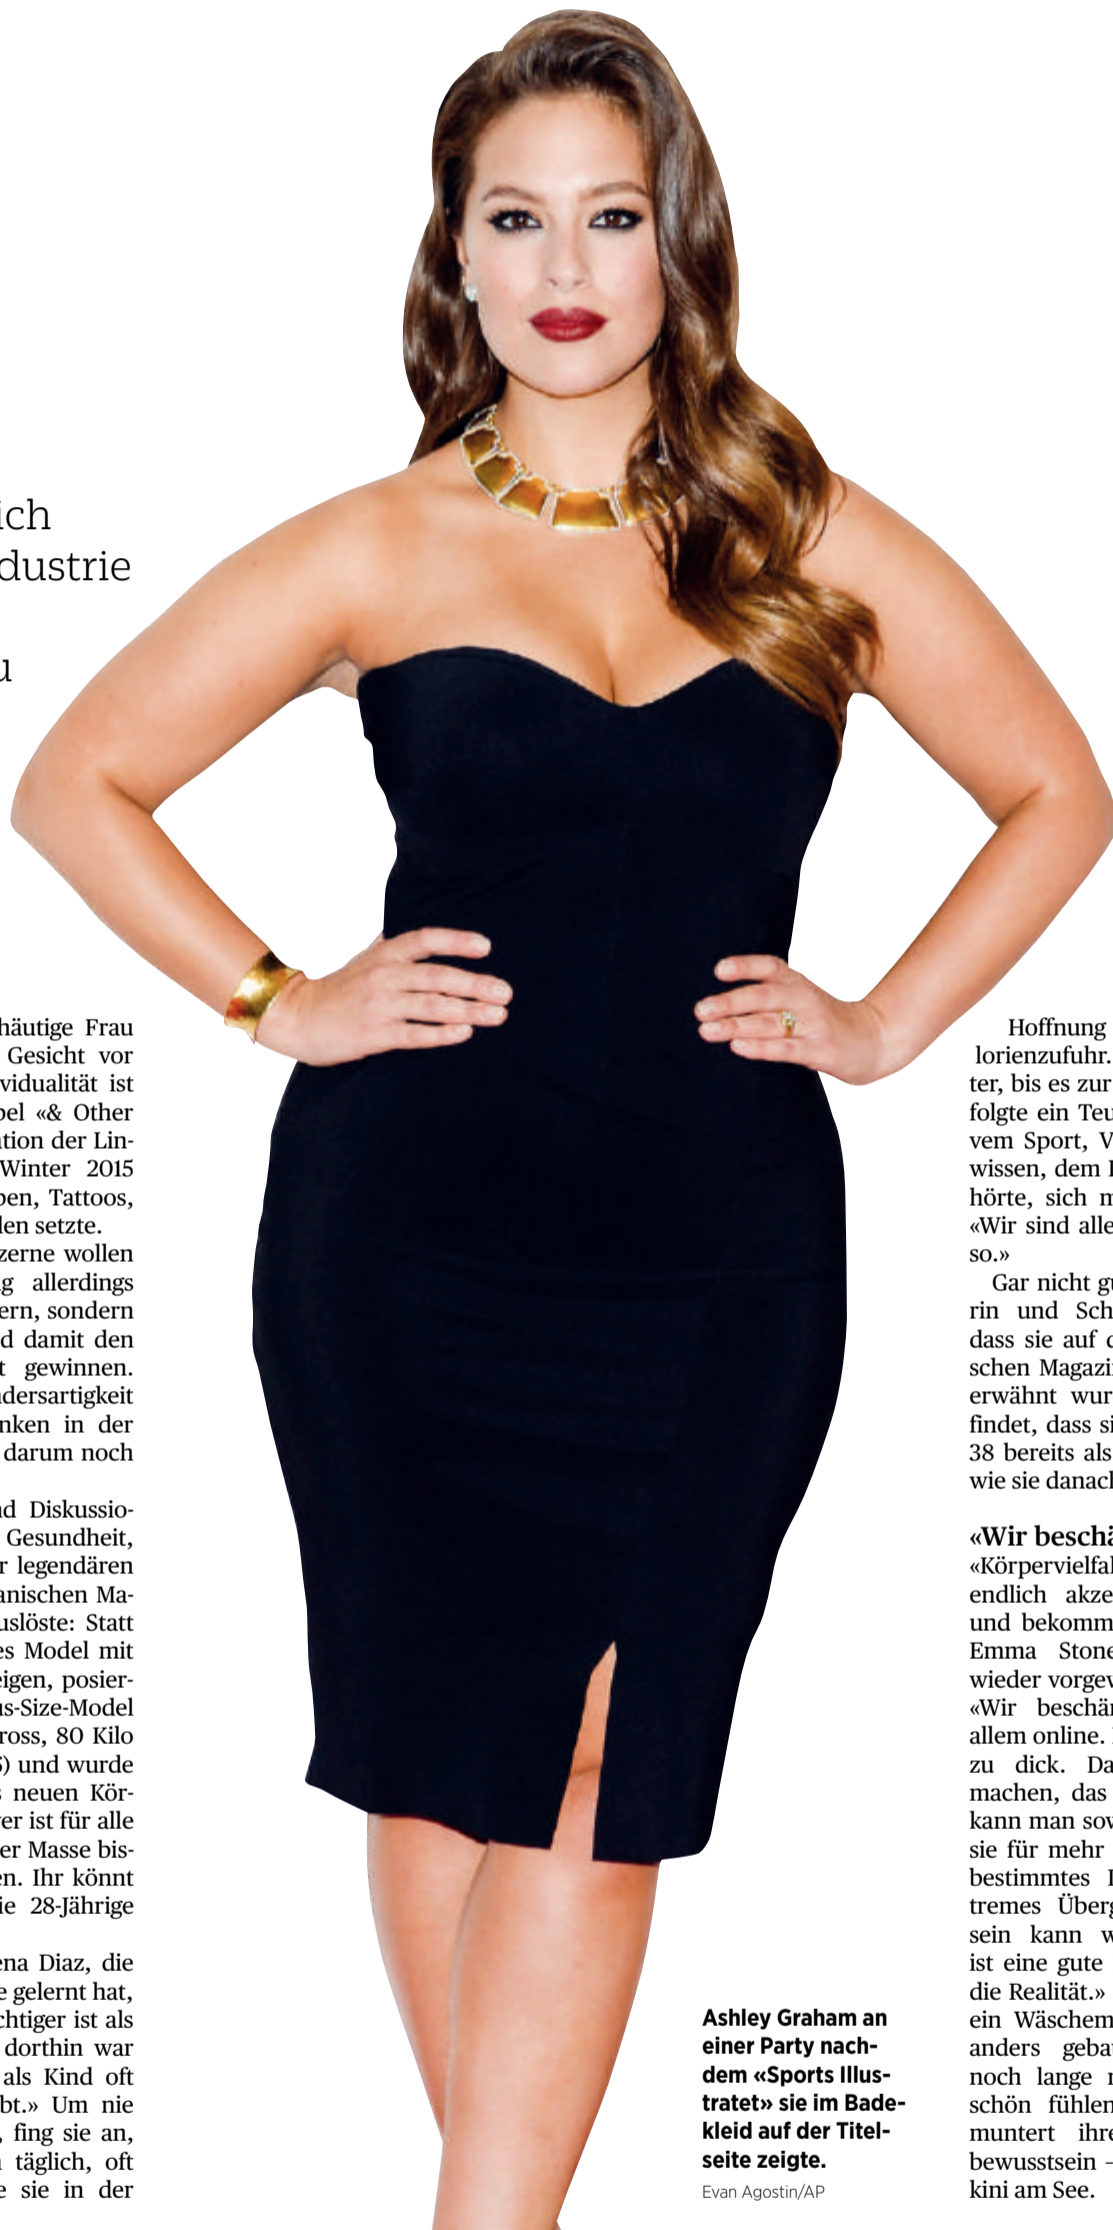 ich
dustrie
u
häutige Frau
Gesicht vor
vidualität ist
bel «& Other
ation der Lin-
Winter 2015
ben, Tattoos,
len setzte.
zerne wollen
g allerdings
ern, sondern
d damit den
t gewinnen.
ndersartigkeit
nken in der
darum noch
nd Diskussio-
Gesundheit,
r legendären
anischen Ma-
uslöste: Statt
es Model mit
eigen, posier-
us-Size-Model
ross, 80 Kilo
6) und wurde
s neuen Kör-
er ist für alle
er Masse bis-
en. Ihr könnt
ie 28-Jährige
ena Diaz, die
e gelernt hat,
chtiger ist als
dorthin war
als Kind oft
bt.» Um nie
, fing sie an,
n täglich, oft
e sie in der
Ashley Graham an
einer Party nach-
dem «Sports Illus-
tratet» sie im Bade-
kleid auf der Titel-
seite zeigte.
Evan Agostin/AP
Hoffnung
lorienzufuhr.
ter, bis es zur
folgte ein Teu
vem Sport, V
wissen, dem
hörte, sich m
«Wir sind alle
so.»
Gar nicht gu
rin und Sch
dass sie auf d
schen Magazi
erwähnt wur
findet, dass si
38 bereits als
wie sie danach
«Wir beschä
«Körpervielfal
endlich akze
und bekomm
Emma Stone
wieder vorgev
«Wir beschä
allem online.
zu dick. Da
machen, das
kann man sov
sie für mehr
bestimmtes I
tremes Überg
sein kann w
ist eine gute
die Realität.»
ein Wäschem
anders geba
noch lange n
schön fühlen
muntert ihre
bewusstsein –
kini am See.